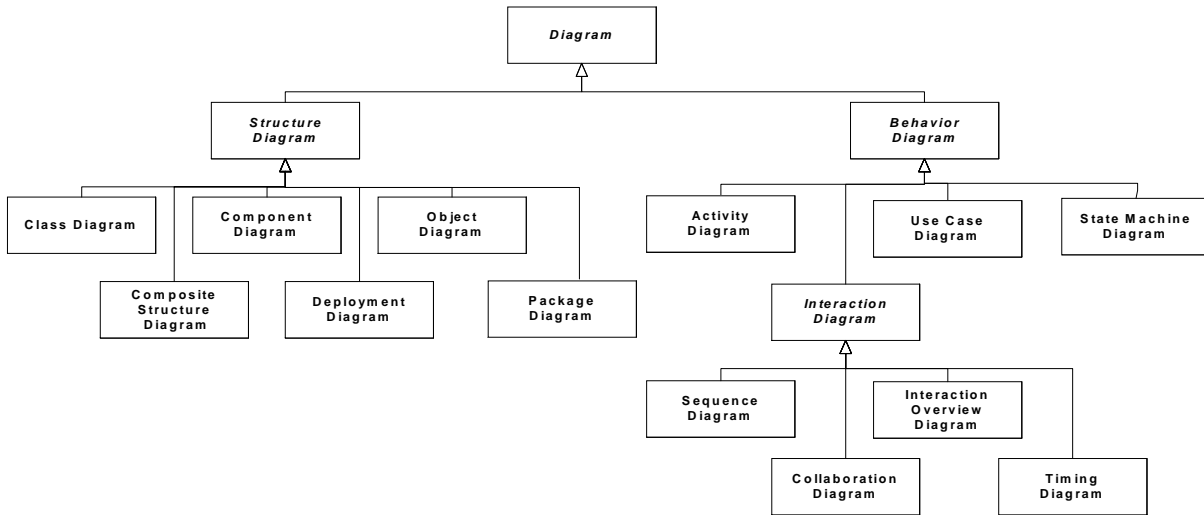 Diagram
Structure
Diagram
Behavior
Diagram
Class Diagram
Component
Diagram
Object
Diagram
Activity
Diagram
Use Case
Diagram
State Machine
Diagram
Composite
Structure
Diagram
Deployment
Diagram
Package
Diagram
Interaction
Diagram
Sequence
Diagram
Interaction
Overview
Diagram
Collaboration
Diagram
Timing
Diagram